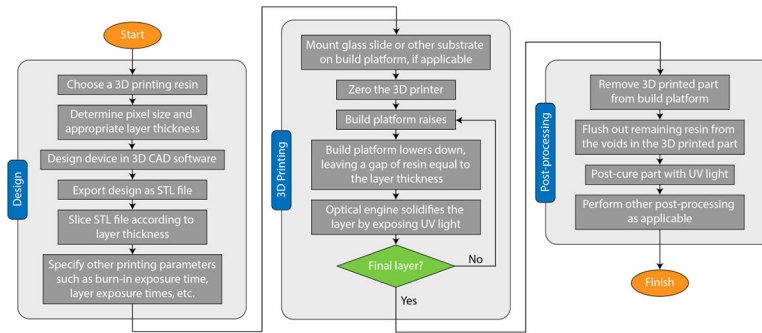 Start
Choose a 3D printing resin
Determine pixel size and
appropriate layer thickness
Design device in 3D CAD software
Export design as STL file
Slice STL file according to
layer thickness
Specify other printing parameters
such as burn-in exposure time,
layer exposure times, etc.
Design
Mount glass slide or other substrate
on build platform, if applicable
Zero the 3D printer
Build platform raises
Build platform lowers down,
leaving a gap of resin equal
to the layer thickness
Optical engine solidifies the
layer by exposing UV light
Final layer?
No
Yes
3D Printing
Remove 3D printed part
from build platform
Flush out remaining resin from
the voids in the 3D printed part
Post-cure part with UV light
Perform other post-processing
as applicable
Post-processing
Finish